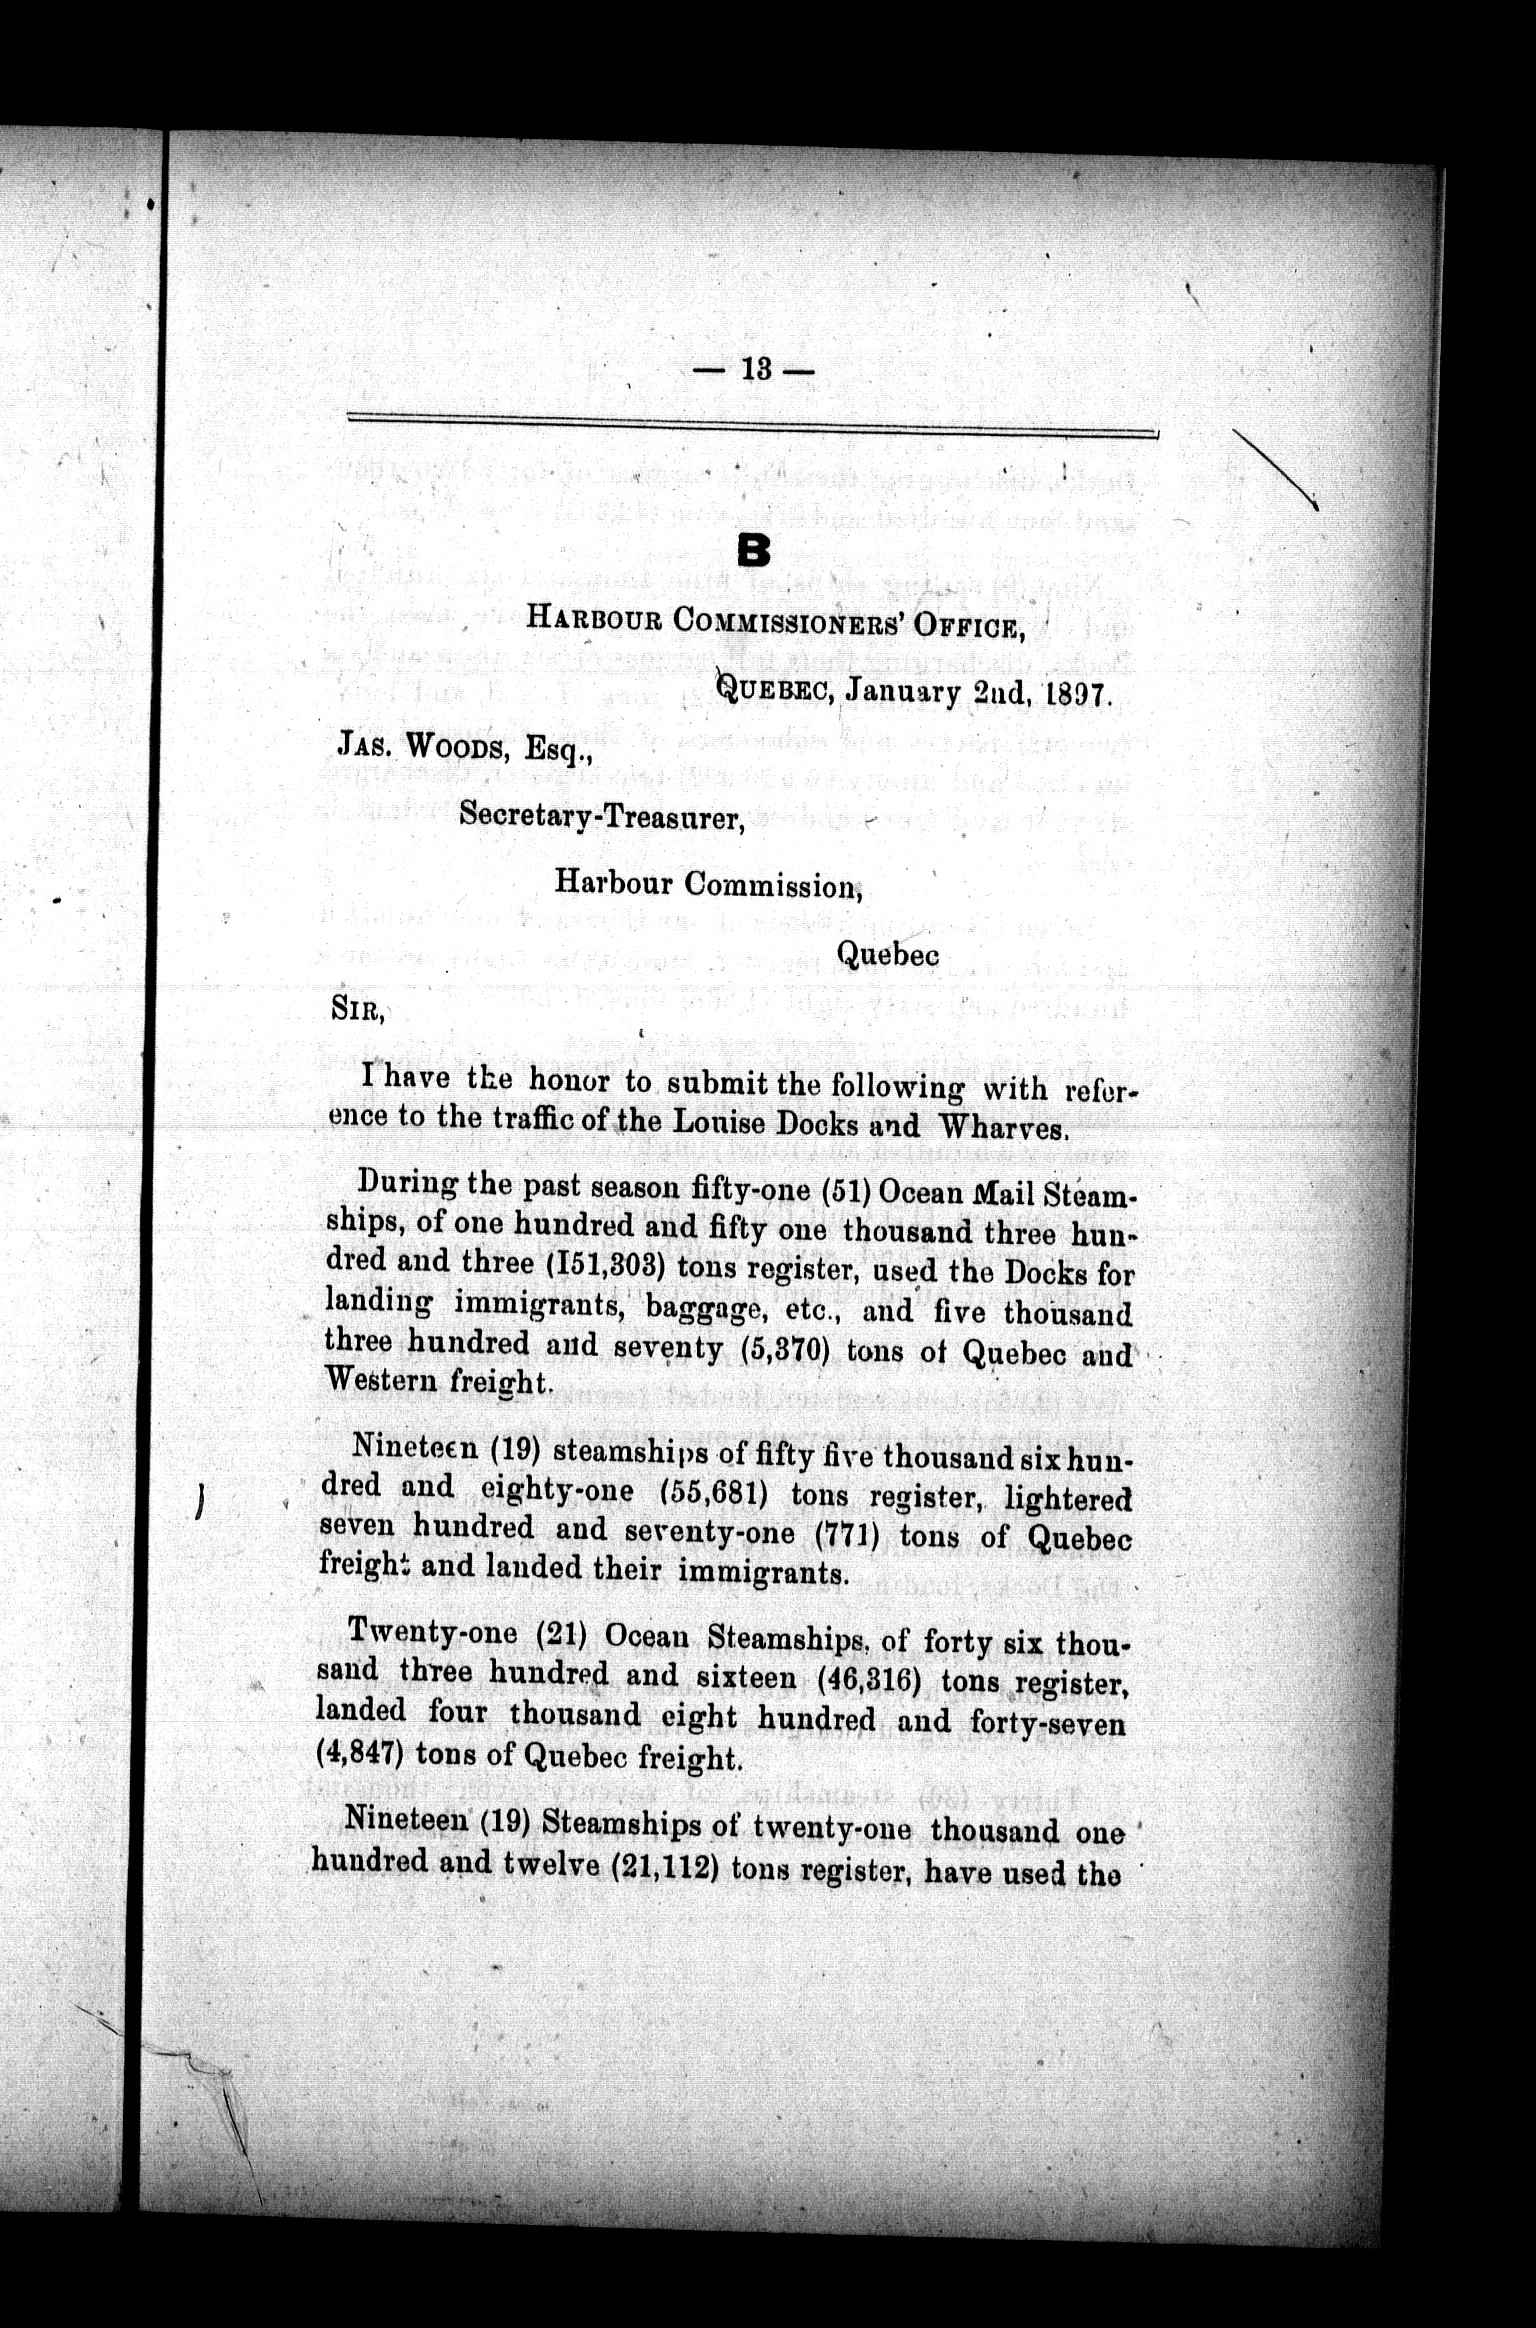 — 13 —
B
HARBOUR COMMISSIONERS' OFFICE,
QUEBEC, January 2nd, 1897.
JAS. WOODS, Esq.,
Secretary-Treasurer,
Harbour Commission,
Quebec
SIR,
I have the honor to submit the following with refer-
ence to the traffic of the Louise Docks and Wharves.
During the past season fifty-one (51) Ocean Mail Steam-
ships, of one hundred and fifty one thousand three hun-
dred and three (I51,303) tons register, used the Docks for
landing immigrants, baggage, etc., and five thousand
three hundred and seventy (5,370) tons of Quebec and
Western freight.
Nineteen (19) steamships of fifty five thousand six hun-
dred and eighty-one (55,681) tons register, lightered
seven hundred and seventy-one (771) tons of Quebec
freight and landed their immigrants.
Twenty-one (21) Ocean Steamships. of forty six thou-
sand three hundred and sixteen (46,316) tons register,
landed four thousand eight hundred and forty-seven
(4,847) tons of Quebec freight.
Nineteen (19) Steamships of twenty-one thousand one
hundred and twelve (21,112) tons register, have used the